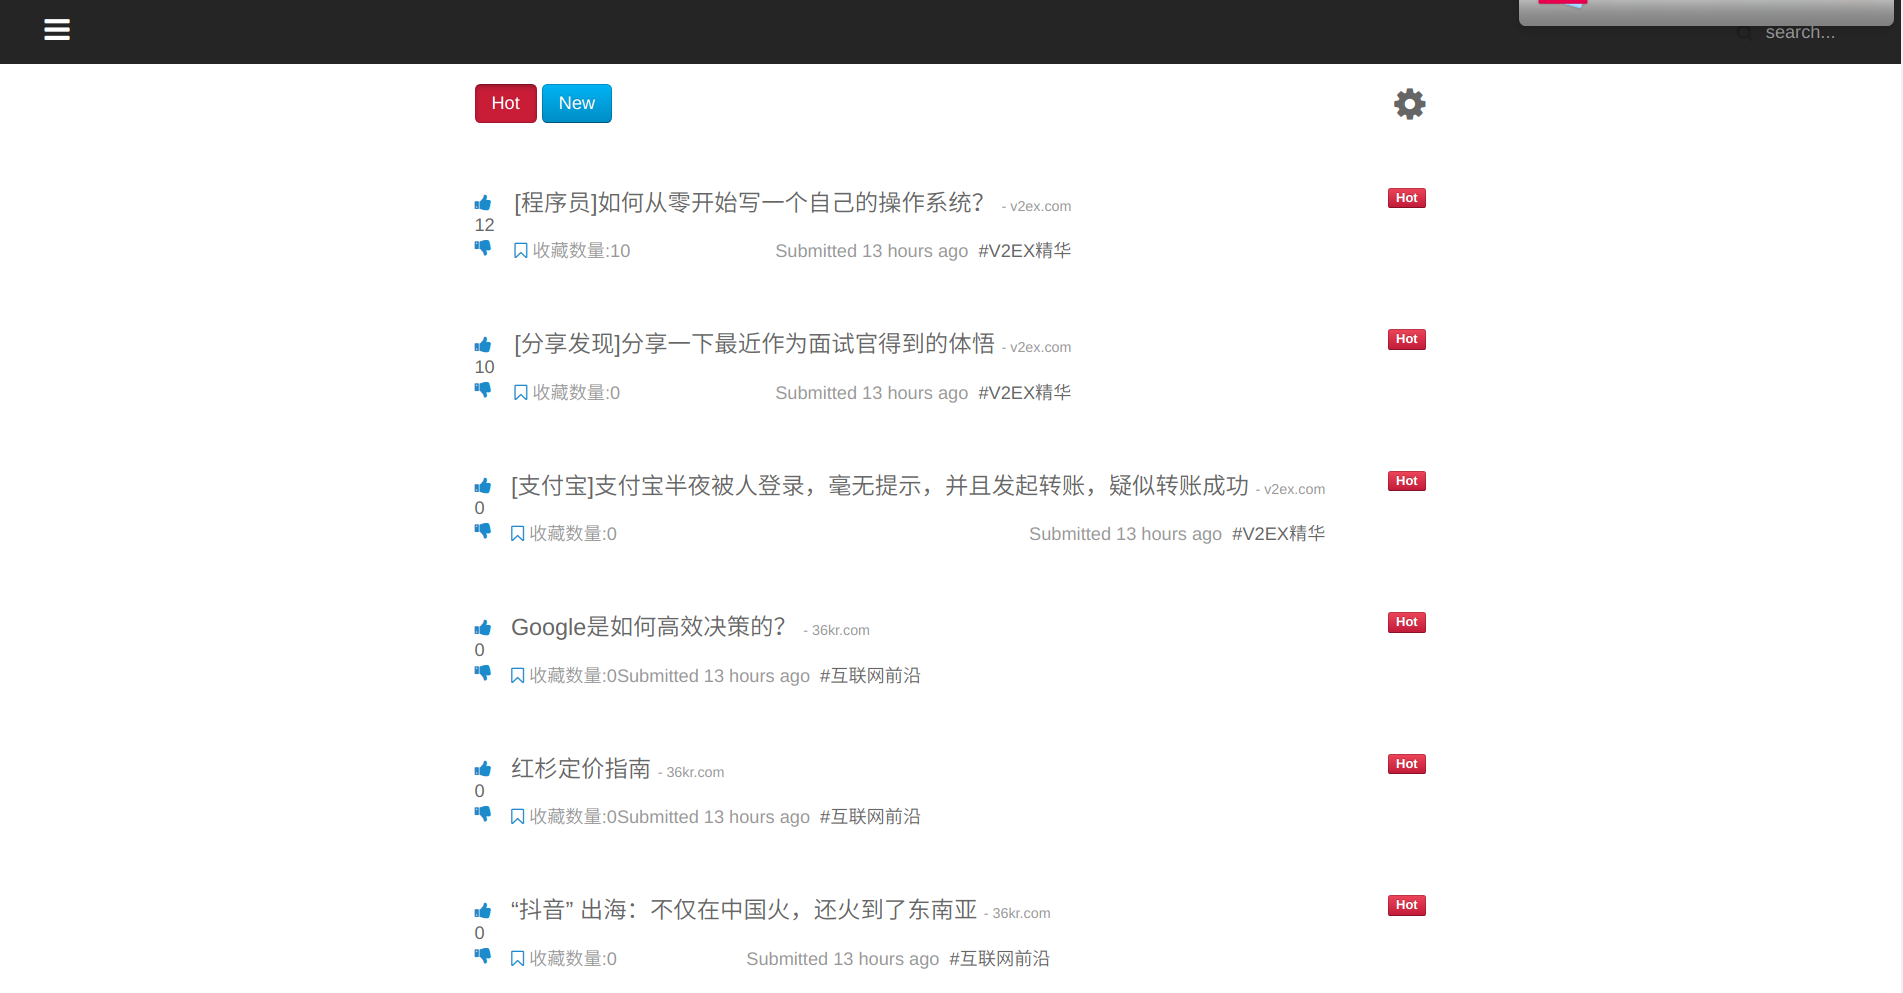 search...
Hot New
[程序员]如何从零开始写一个自己的操作系统? - v2ex.com Hot
12
收藏数量:10 Submitted 13 hours ago #V2EX精华
[分享发现]分享一下最近作为面试官得到的体悟 - v2ex.com Hot
10
收藏数量:0 Submitted 13 hours ago #V2EX精华
[支付宝]支付宝半夜被人登录，毫无提示，并且发起转账，疑似转账成功 - v2ex.com Hot
0
收藏数量:0 Submitted 13 hours ago #V2EX精华
Google是如何高效决策的? - 36kr.com Hot
0
收藏数量:0Submitted 13 hours ago #互联网前沿
红杉定价指南 - 36kr.com Hot
0
收藏数量:0Submitted 13 hours ago #互联网前沿
“抖音” 出海：不仅在中国火，还火到了东南亚 - 36kr.com Hot
0
收藏数量:0 Submitted 13 hours ago #互联网前沿